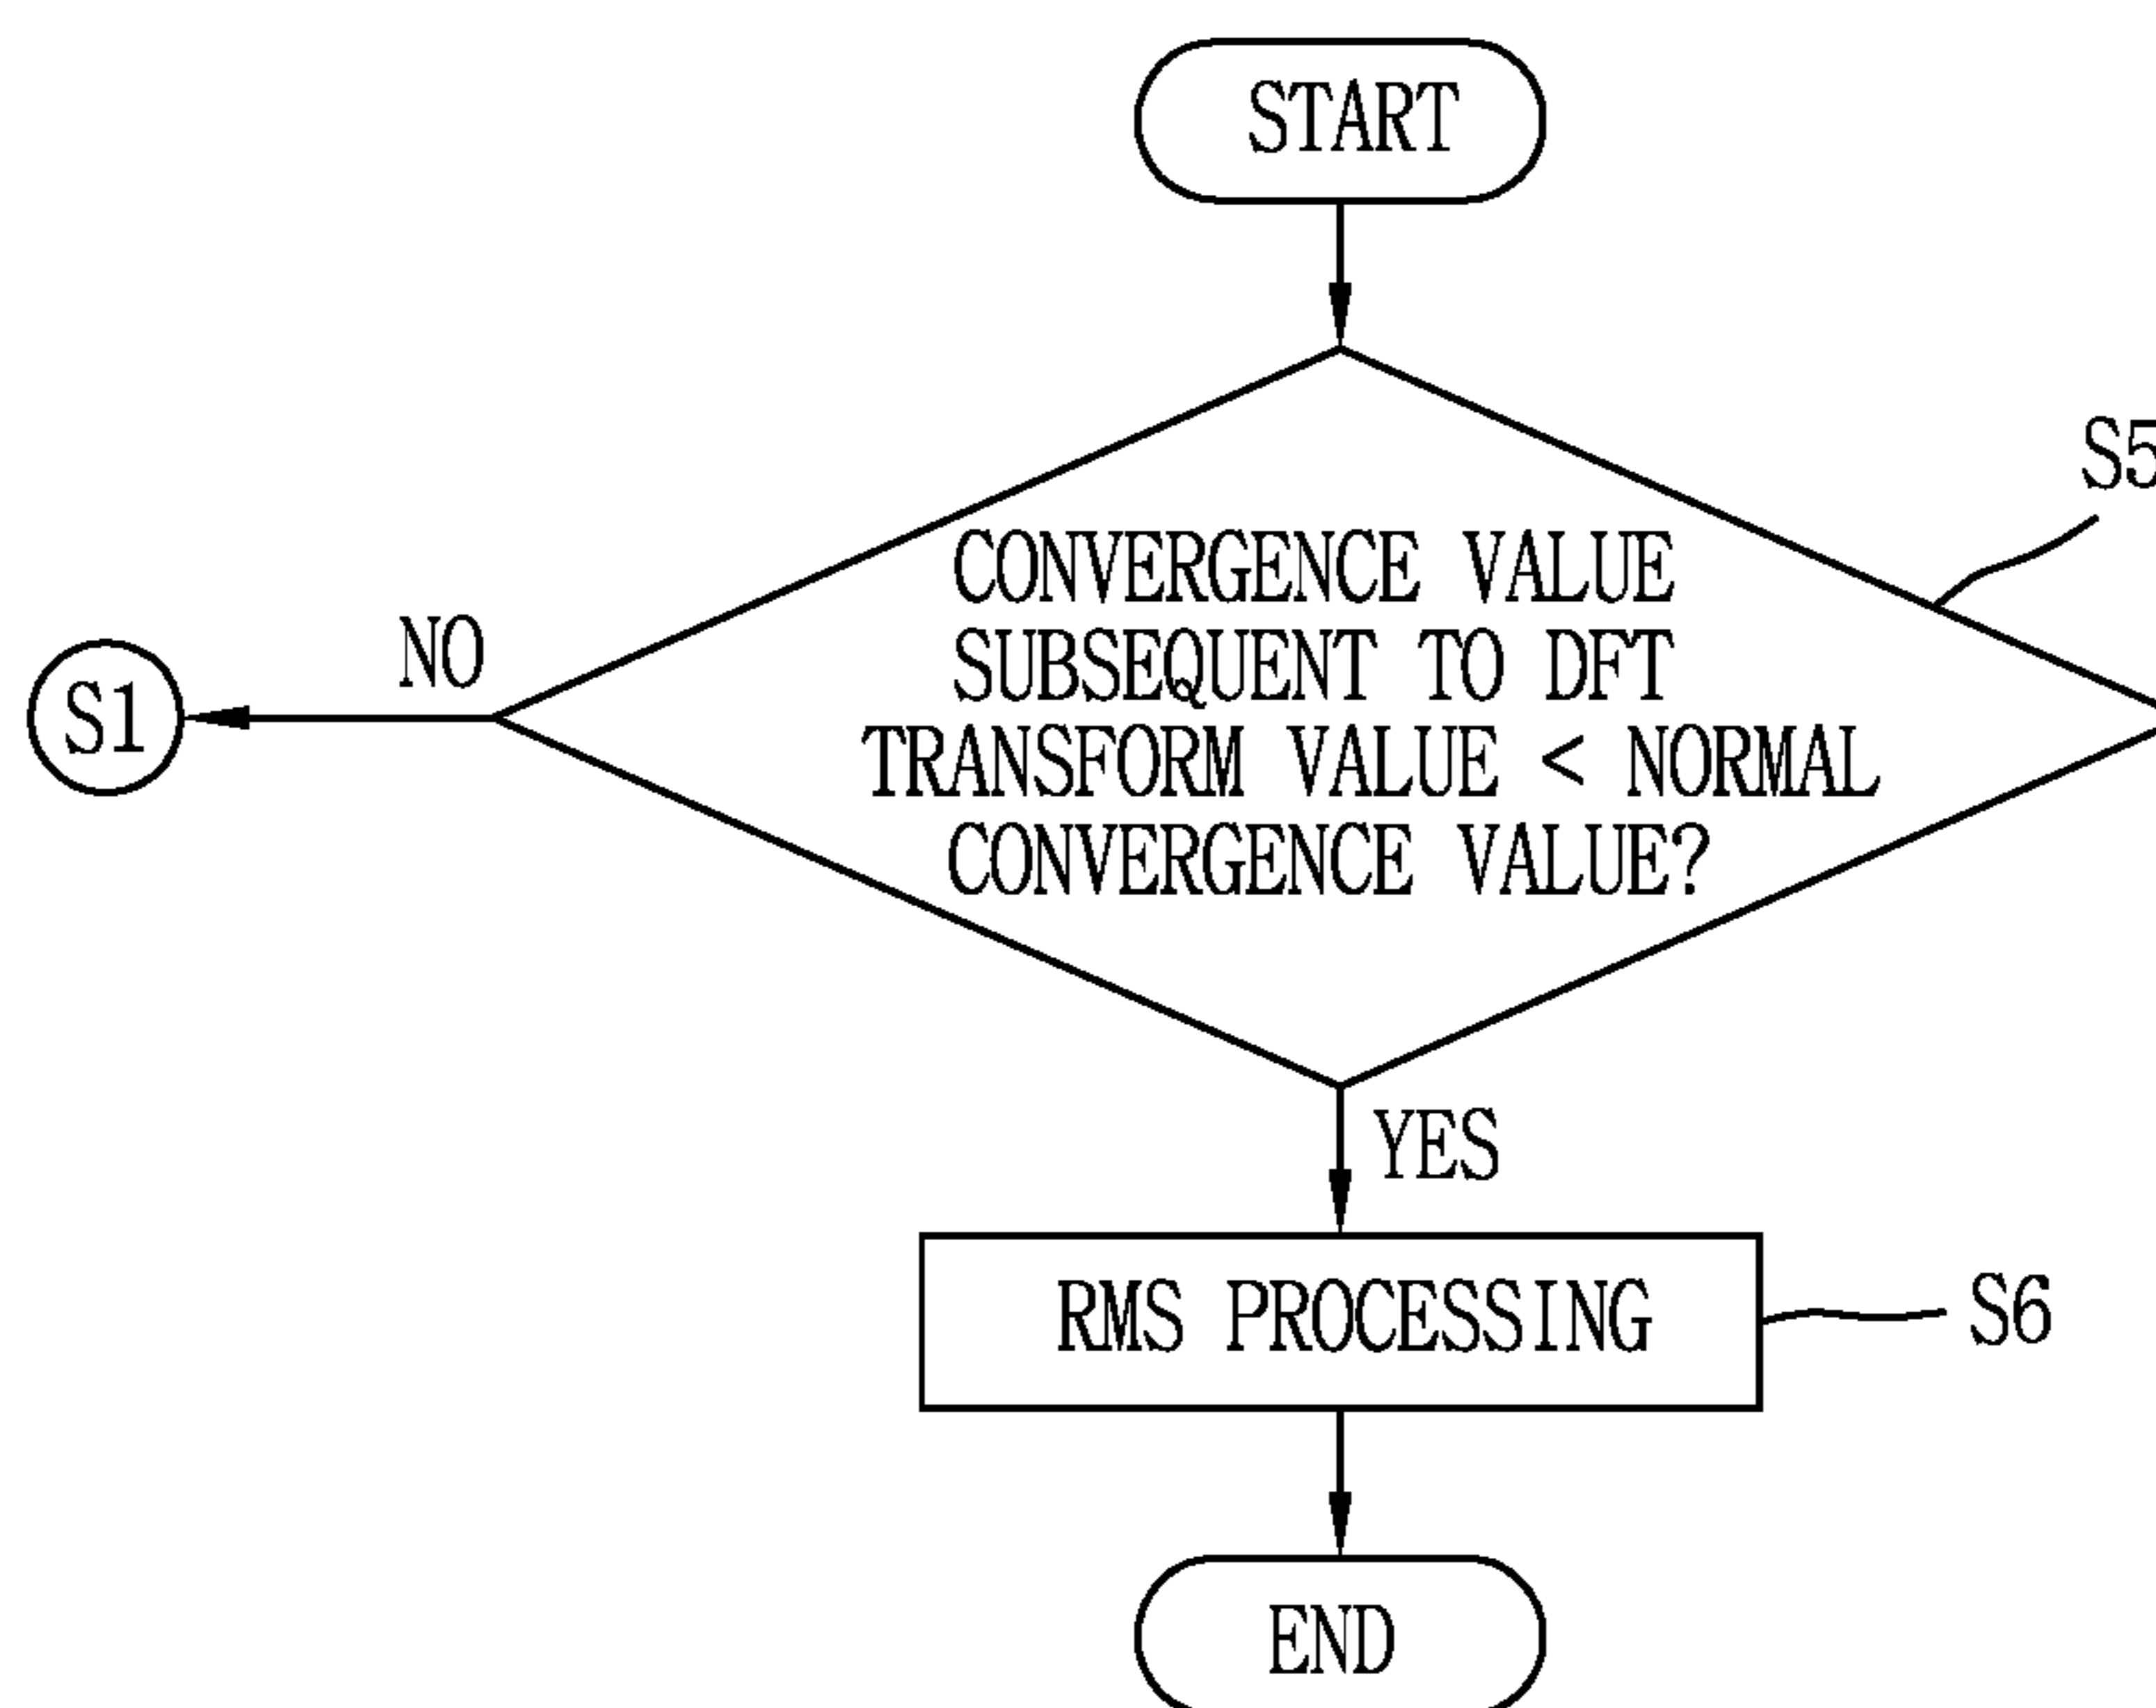 START
S5
CONVERGENCE VALUE
SUBSEQUENT TO DFT
TRANSFORM VALUE < NORMAL
CONVERGENCE VALUE?
NO
S1
YES
RMS PROCESSING
S6
END